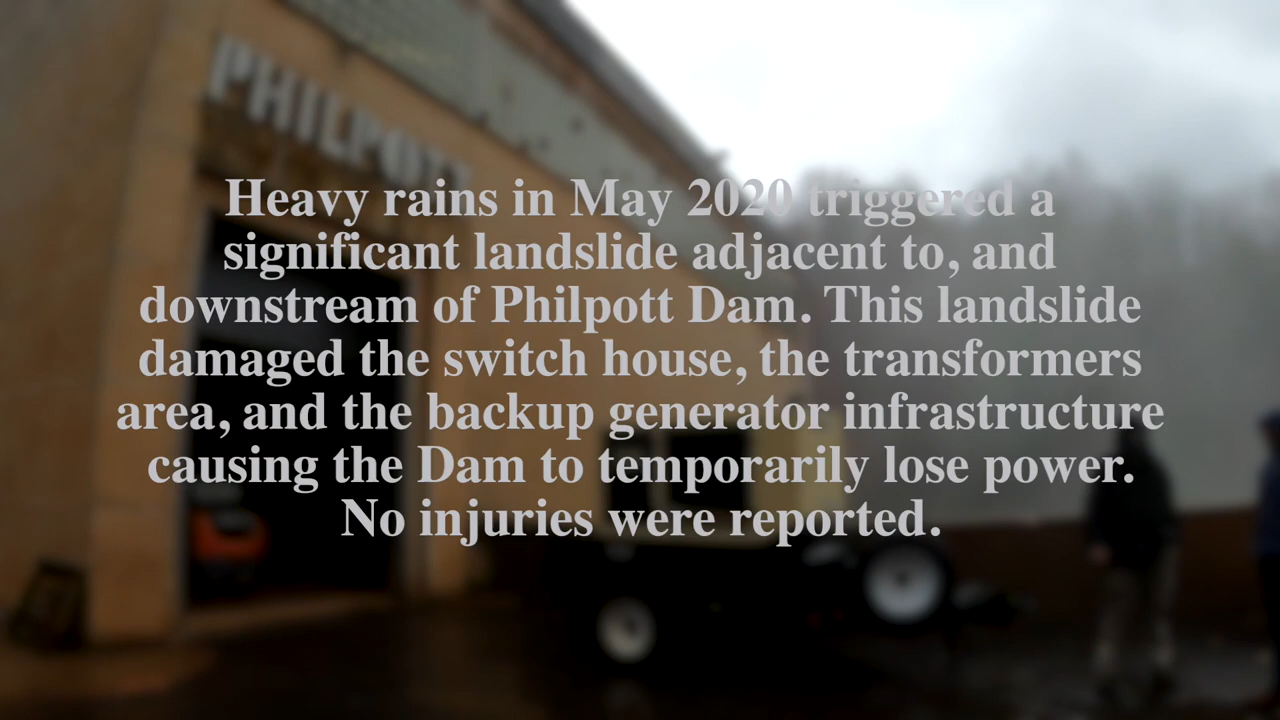 PHILPOTT
Heavy rains in May 2020 triggered a
significant landslide adjacent to, and
downstream of Philpott Dam. This landslide
damaged the switch house, the transformers
area, and the backup generator infrastructure
causing the Dam to temporarily lose power.
No injuries were reported.